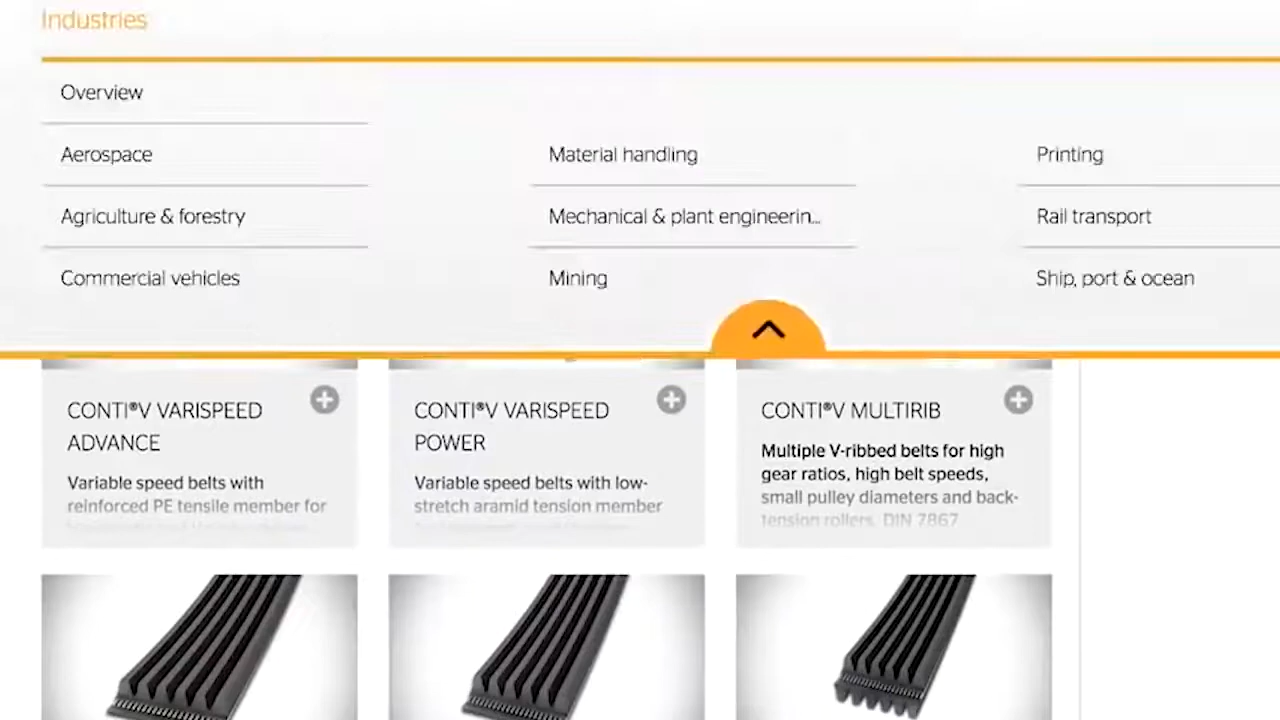 Industries
Overview
Aerospace
Material handling
Printing
Agriculture & forestry
Mechanical & plant engineerin...
Rail transport
Commercial vehicles
Mining
Ship, port & ocean
CONTI®V VARISPEED
ADVANCE
Variable speed belts with
reinforced PE tensile member for
CONTI®V VARISPEED
POWER
Variable speed belts with low-
stretch aramid tension member
CONTI®V MULTIRIB
Multiple V-ribbed belts for high
gear ratios, high belt speeds,
small pulley diameters and back-
tension rollers. DIN 7867